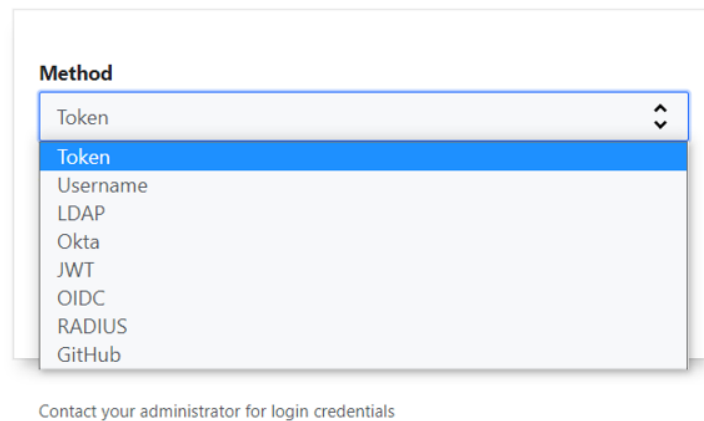 Method
Token
Token
Username
LDAP
Okta
JWT
OIDC
RADIUS
GitHub
Contact your administrator for login credentials